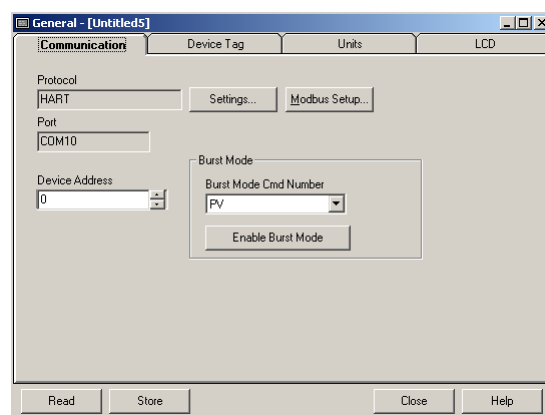 General - [Untitled5]
Communication Device Tag Units LCD
Protocol
HART Settings... Modbus Setup...
Port
COM10
Burst Mode
Device Address Burst Mode Cmd Number
0 PV
Enable Burst Mode
Read Store Close Help